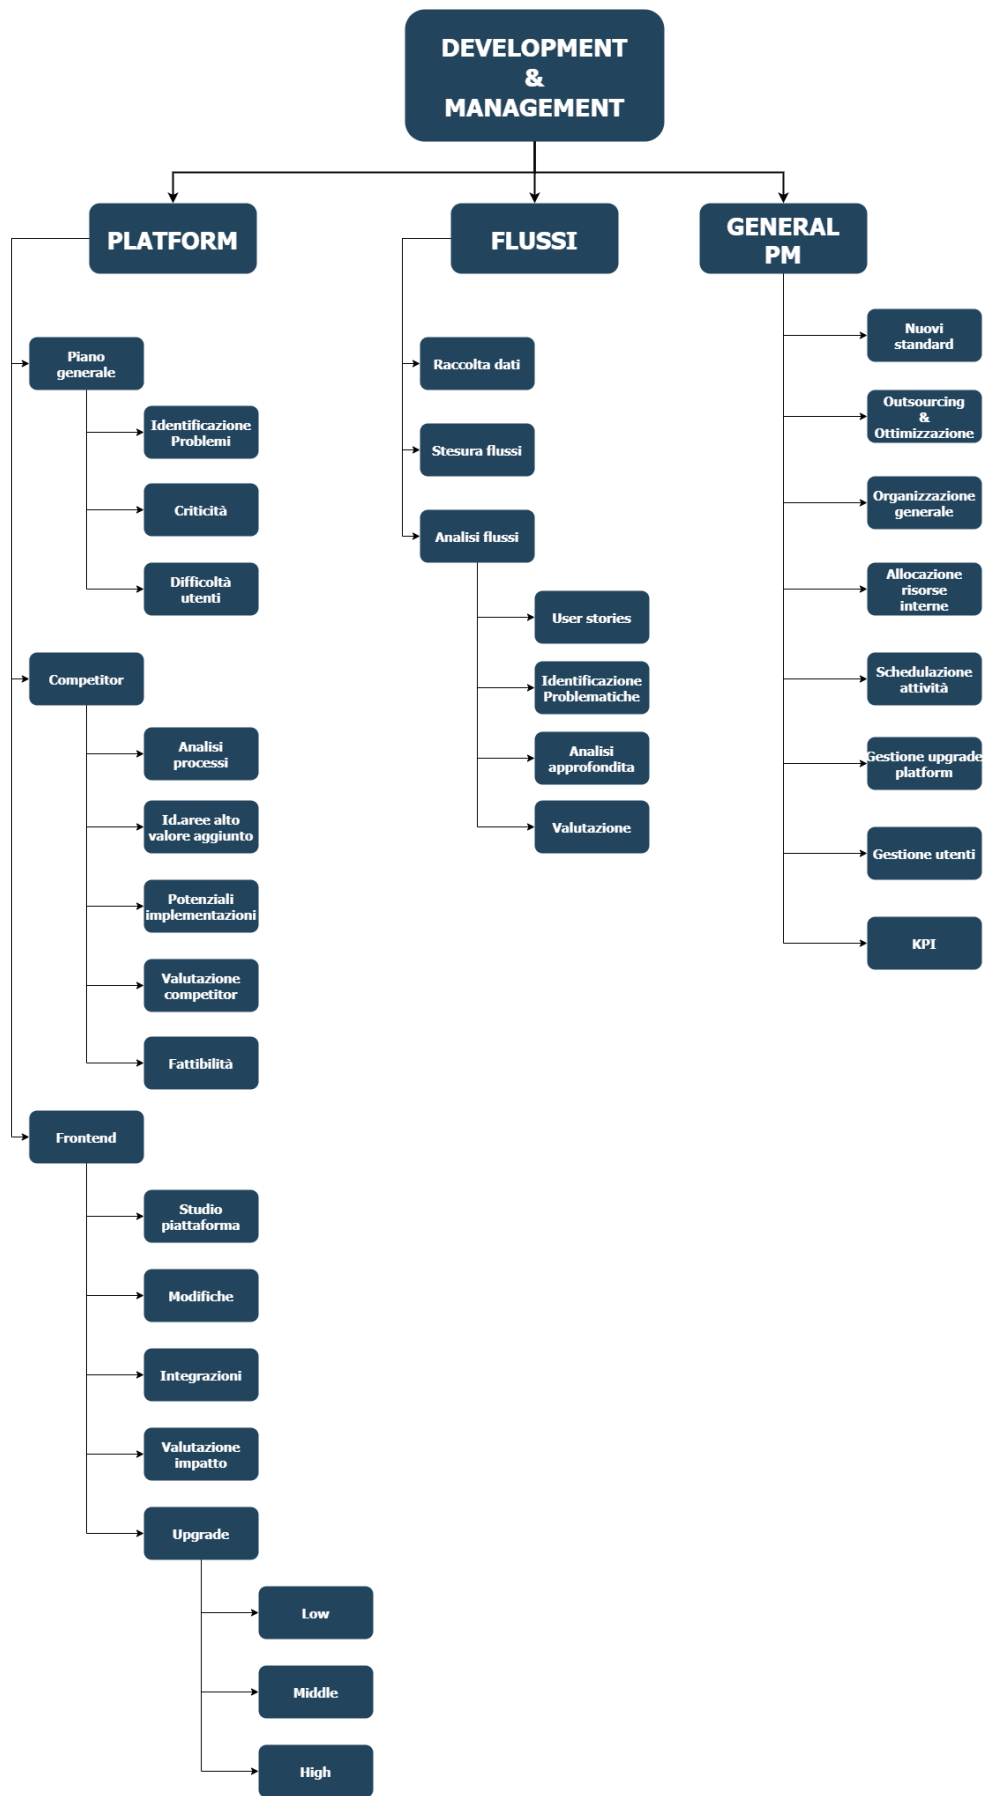 DEVELOPMENT
&
MANAGEMENT
PLATFORM
FLUSSI
GENERAL
PM
Piano
generale
Identificazione
Problemi
Criticità
Difficoltà
utenti
Competitor
Analisi
processi
Id.aree alto
valore aggiunto
Potenziali
implementazioni
Valutazione
competitor
Fattibilità
Frontend
Studio
piattaforma
Modifiche
Integrazioni
Valutazione
impatto
Upgrade
Low
Middle
High
Raccolta dati
Stesura flussi
Analisi flussi
User stories
Identificazione
Problematiche
Analisi
approfondita
Valutazione
Nuovi
standard
Outsourcing
&
Ottimizzazione
Organizzazione
generale
Allocazione
risorse
interne
Schedulazione
attività
Gestione upgrade
platform
Gestione utenti
KPI